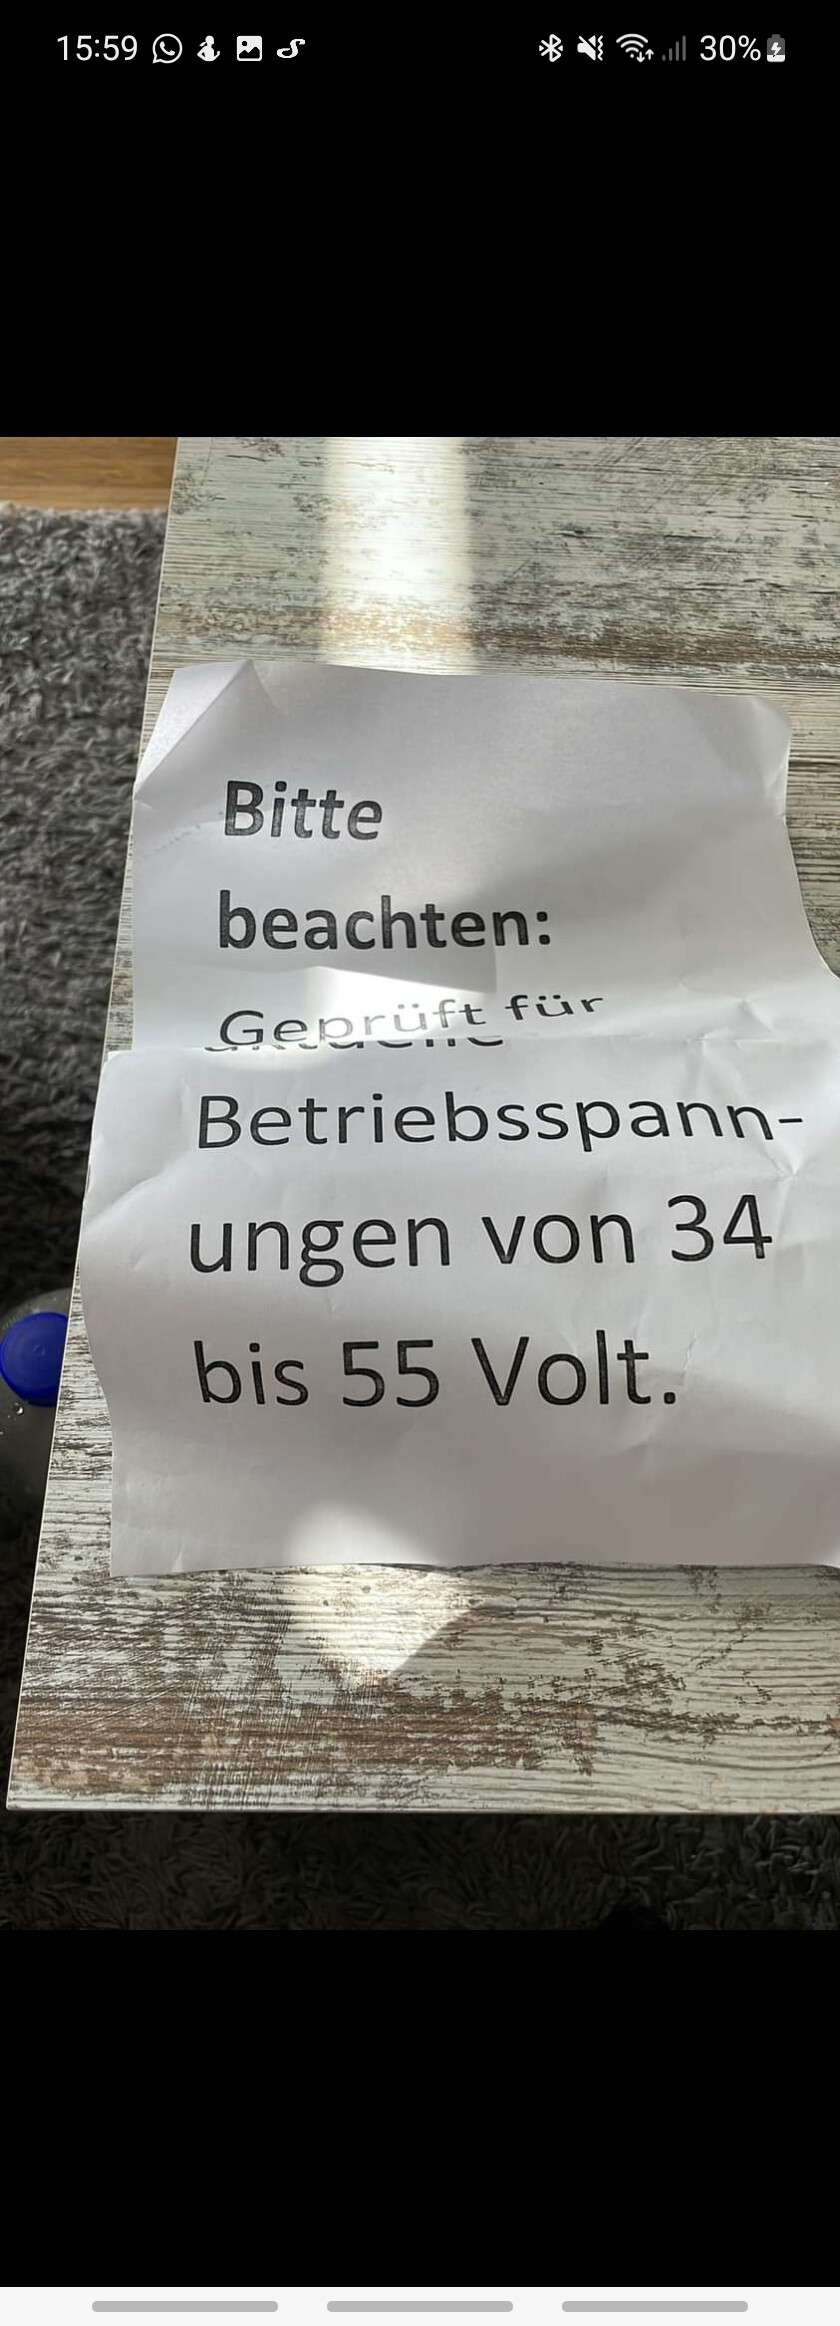 15:59
30%
Bitte
beachten:
Geprüft für
Betriebsspann-
ungen von 34
bis 55 Volt.